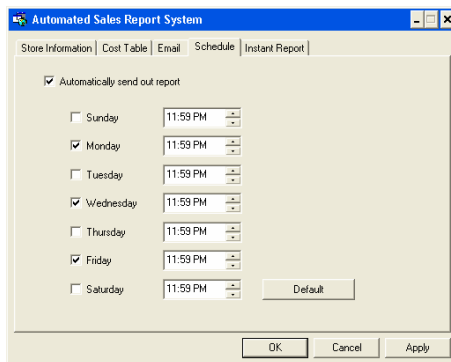 Automated Sales Report System
Store Information Cost Table Email Schedule Instant Report
Automatically send out report
Sunday 11:59 PM
Monday 11:59 PM
Tuesday 11:59 PM
Wednesday 11:59 PM
Thursday 11:59 PM
Friday 11:59 PM
Saturday 11:59 PM Default
OK Cancel Apply